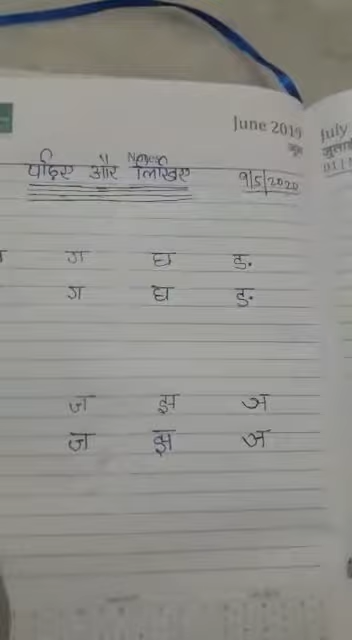 June 2019
जून
July
पढ़िए और लिखिए
9/5/2020
ग घ ङ
ग घ ङ
ज झ ञ
ज झ ञ